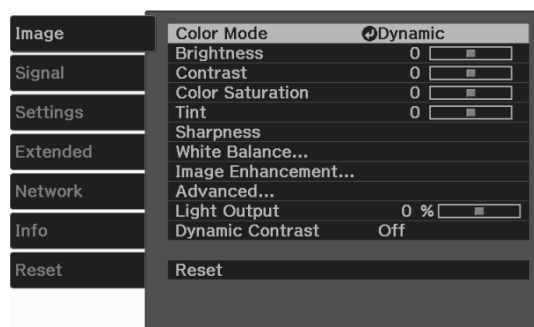 Image
Signal
Settings
Extended
Network
Info
Reset
Color Mode Dynamic
Brightness 0
Contrast 0
Color Saturation 0
Tint 0
Sharpness
White Balance...
Image Enhancement...
Advanced...
Light Output 0 %
Dynamic Contrast Off
Reset